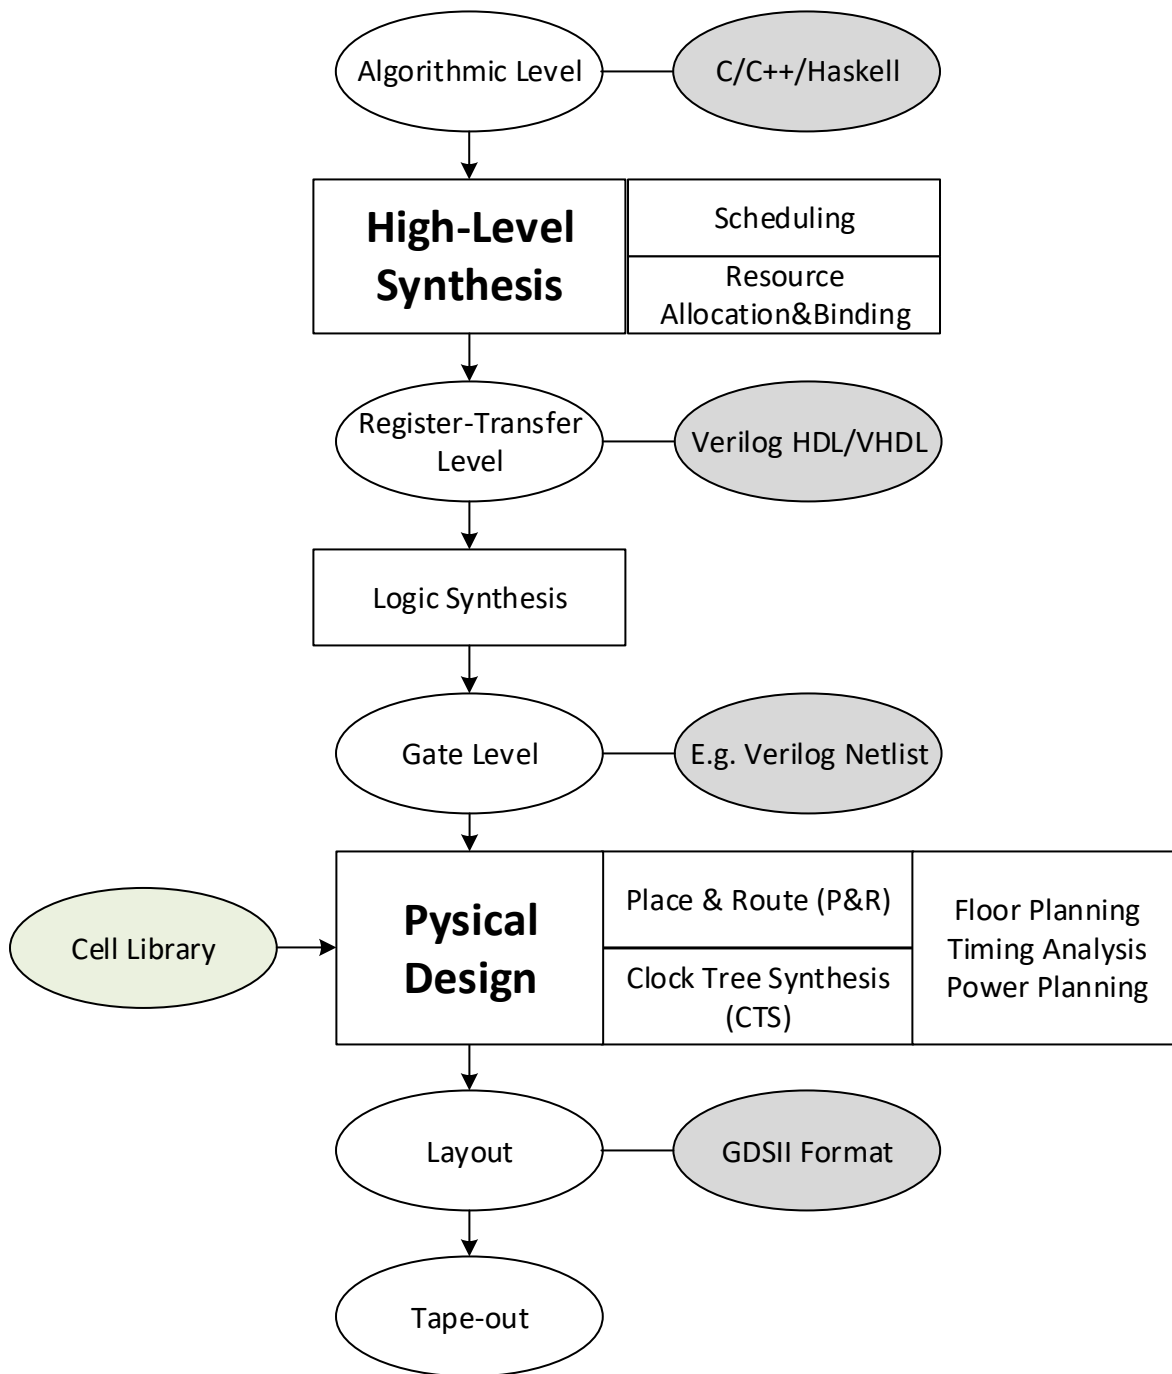 Algorithmic Level
C/C++/Haskell
High-Level
Synthesis
Scheduling
Resource
Allocation&Binding
Register-Transfer
Level
Verilog HDL/VHDL
Logic Synthesis
Gate Level
E.g. Verilog Netlist
Cell Library
Pysical
Design
Place & Route (P&R)
Clock Tree Synthesis
(CTS)
Floor Planning
Timing Analysis
Power Planning
Layout
GDSII Format
Tape-out